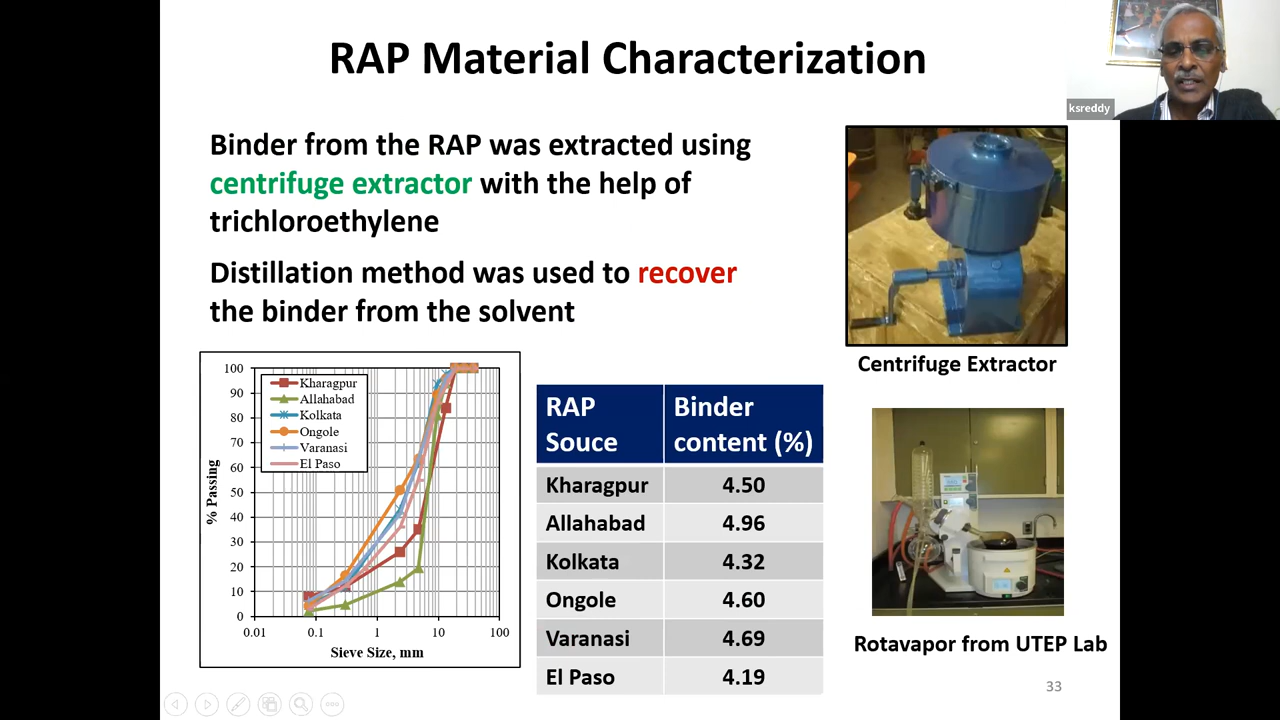 RAP Material Characterization
ksreddy
Binder from the RAP was extracted using
centrifuge extractor with the help of
trichloroethylene
Distillation method was used to recover
the binder from the solvent
Centrifuge Extractor
100
90
80
70
60
50
40
30
20
10
0
% Passing
Kharagpur
Allahabad
Kolkata
Ongole
Varanasi
El Paso
0.01 0.1 1 10 100
Sieve Size, mm
RAP Souce Binder content (%)
Kharagpur 4.50
Allahabad 4.96
Kolkata 4.32
Ongole 4.60
Varanasi 4.69
El Paso 4.19
Rotavapor from UTEP Lab
33